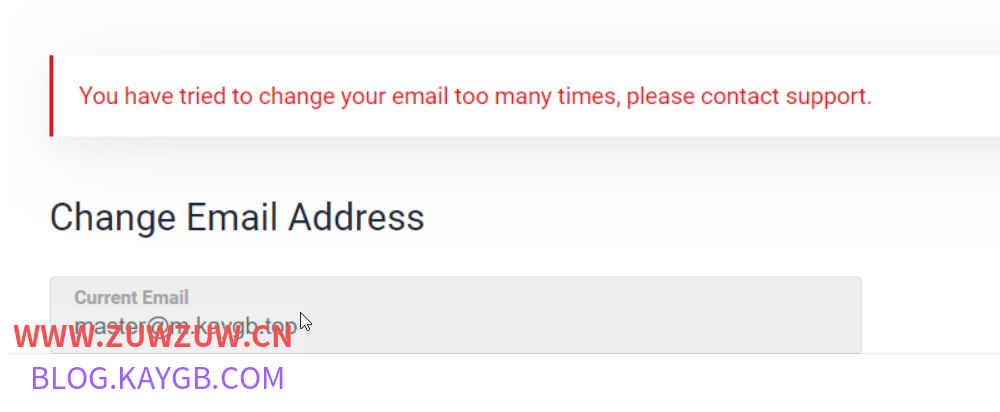 You have tried to change your email too many times, please contact support.
Change Email Address
Current Email
master@m.kaygb.top
WWW.ZUWZUW.CN
BLOG.KAYGB.COM